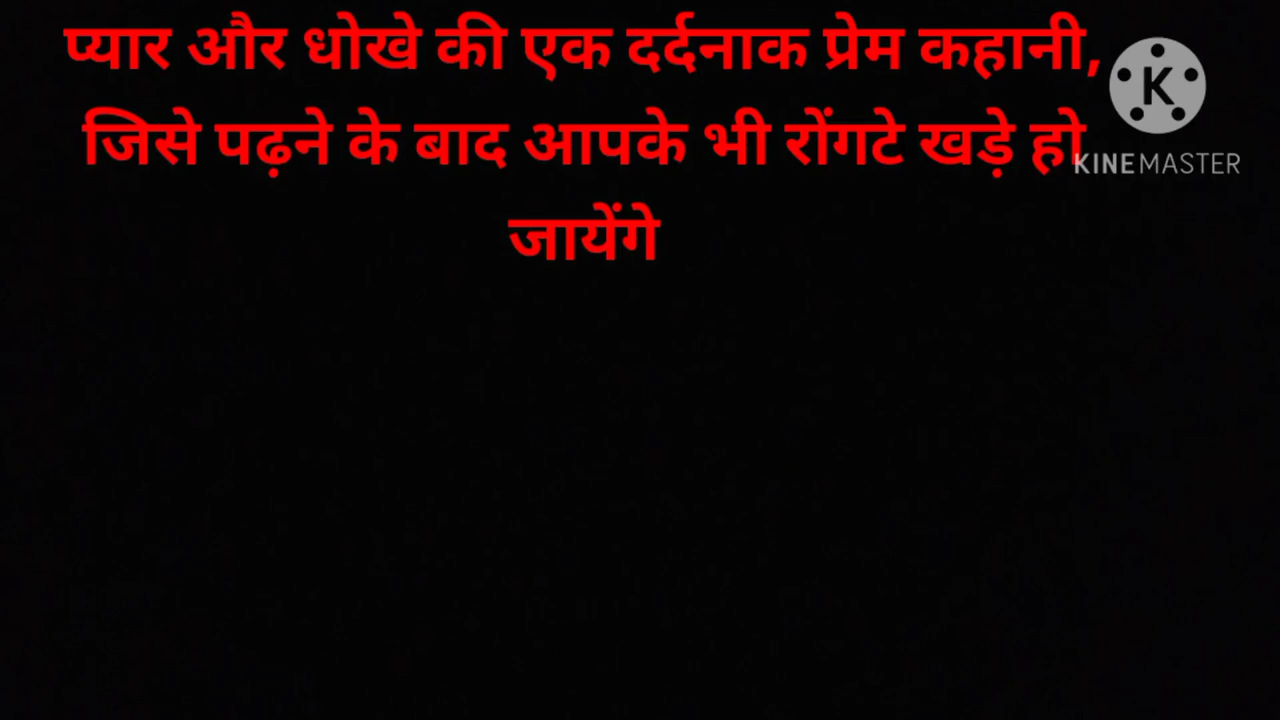 प्यार और धोखे की एक दर्दनाक प्रेम कहानी,
जिसे पढ़ने के बाद आपके भी रोंगटे खड़े हो
जायेंगे
K
KINEMASTER